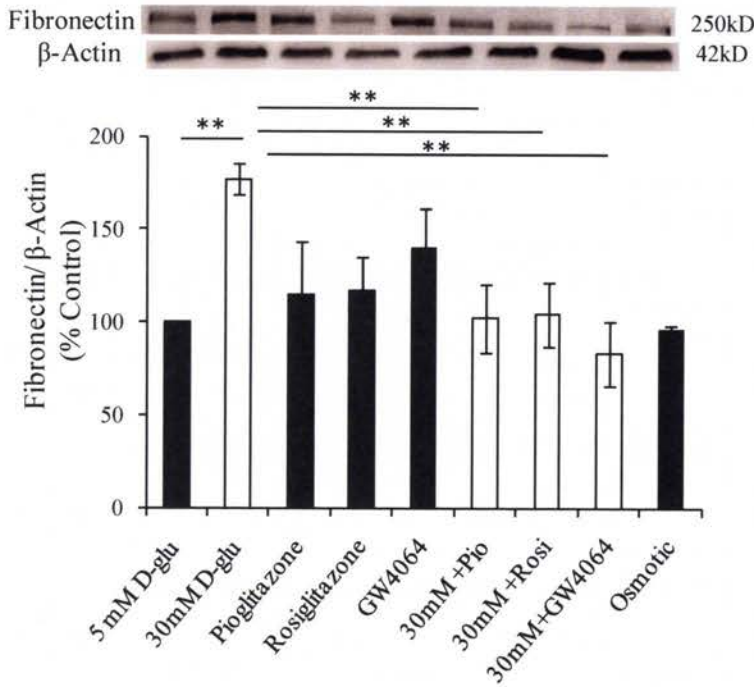 Fibronectin 250kD
β-Actin 42kD
**
**
** **
200
150
100
50
0
Fibronectin/β-Actin
(% Control)
5 mM D-glu
30mM D-glu
Pioglitazone
Rosiglitazone
GW4064
30mM +Pio
30mM +Rosi
30mM+GW4064
Osmotic